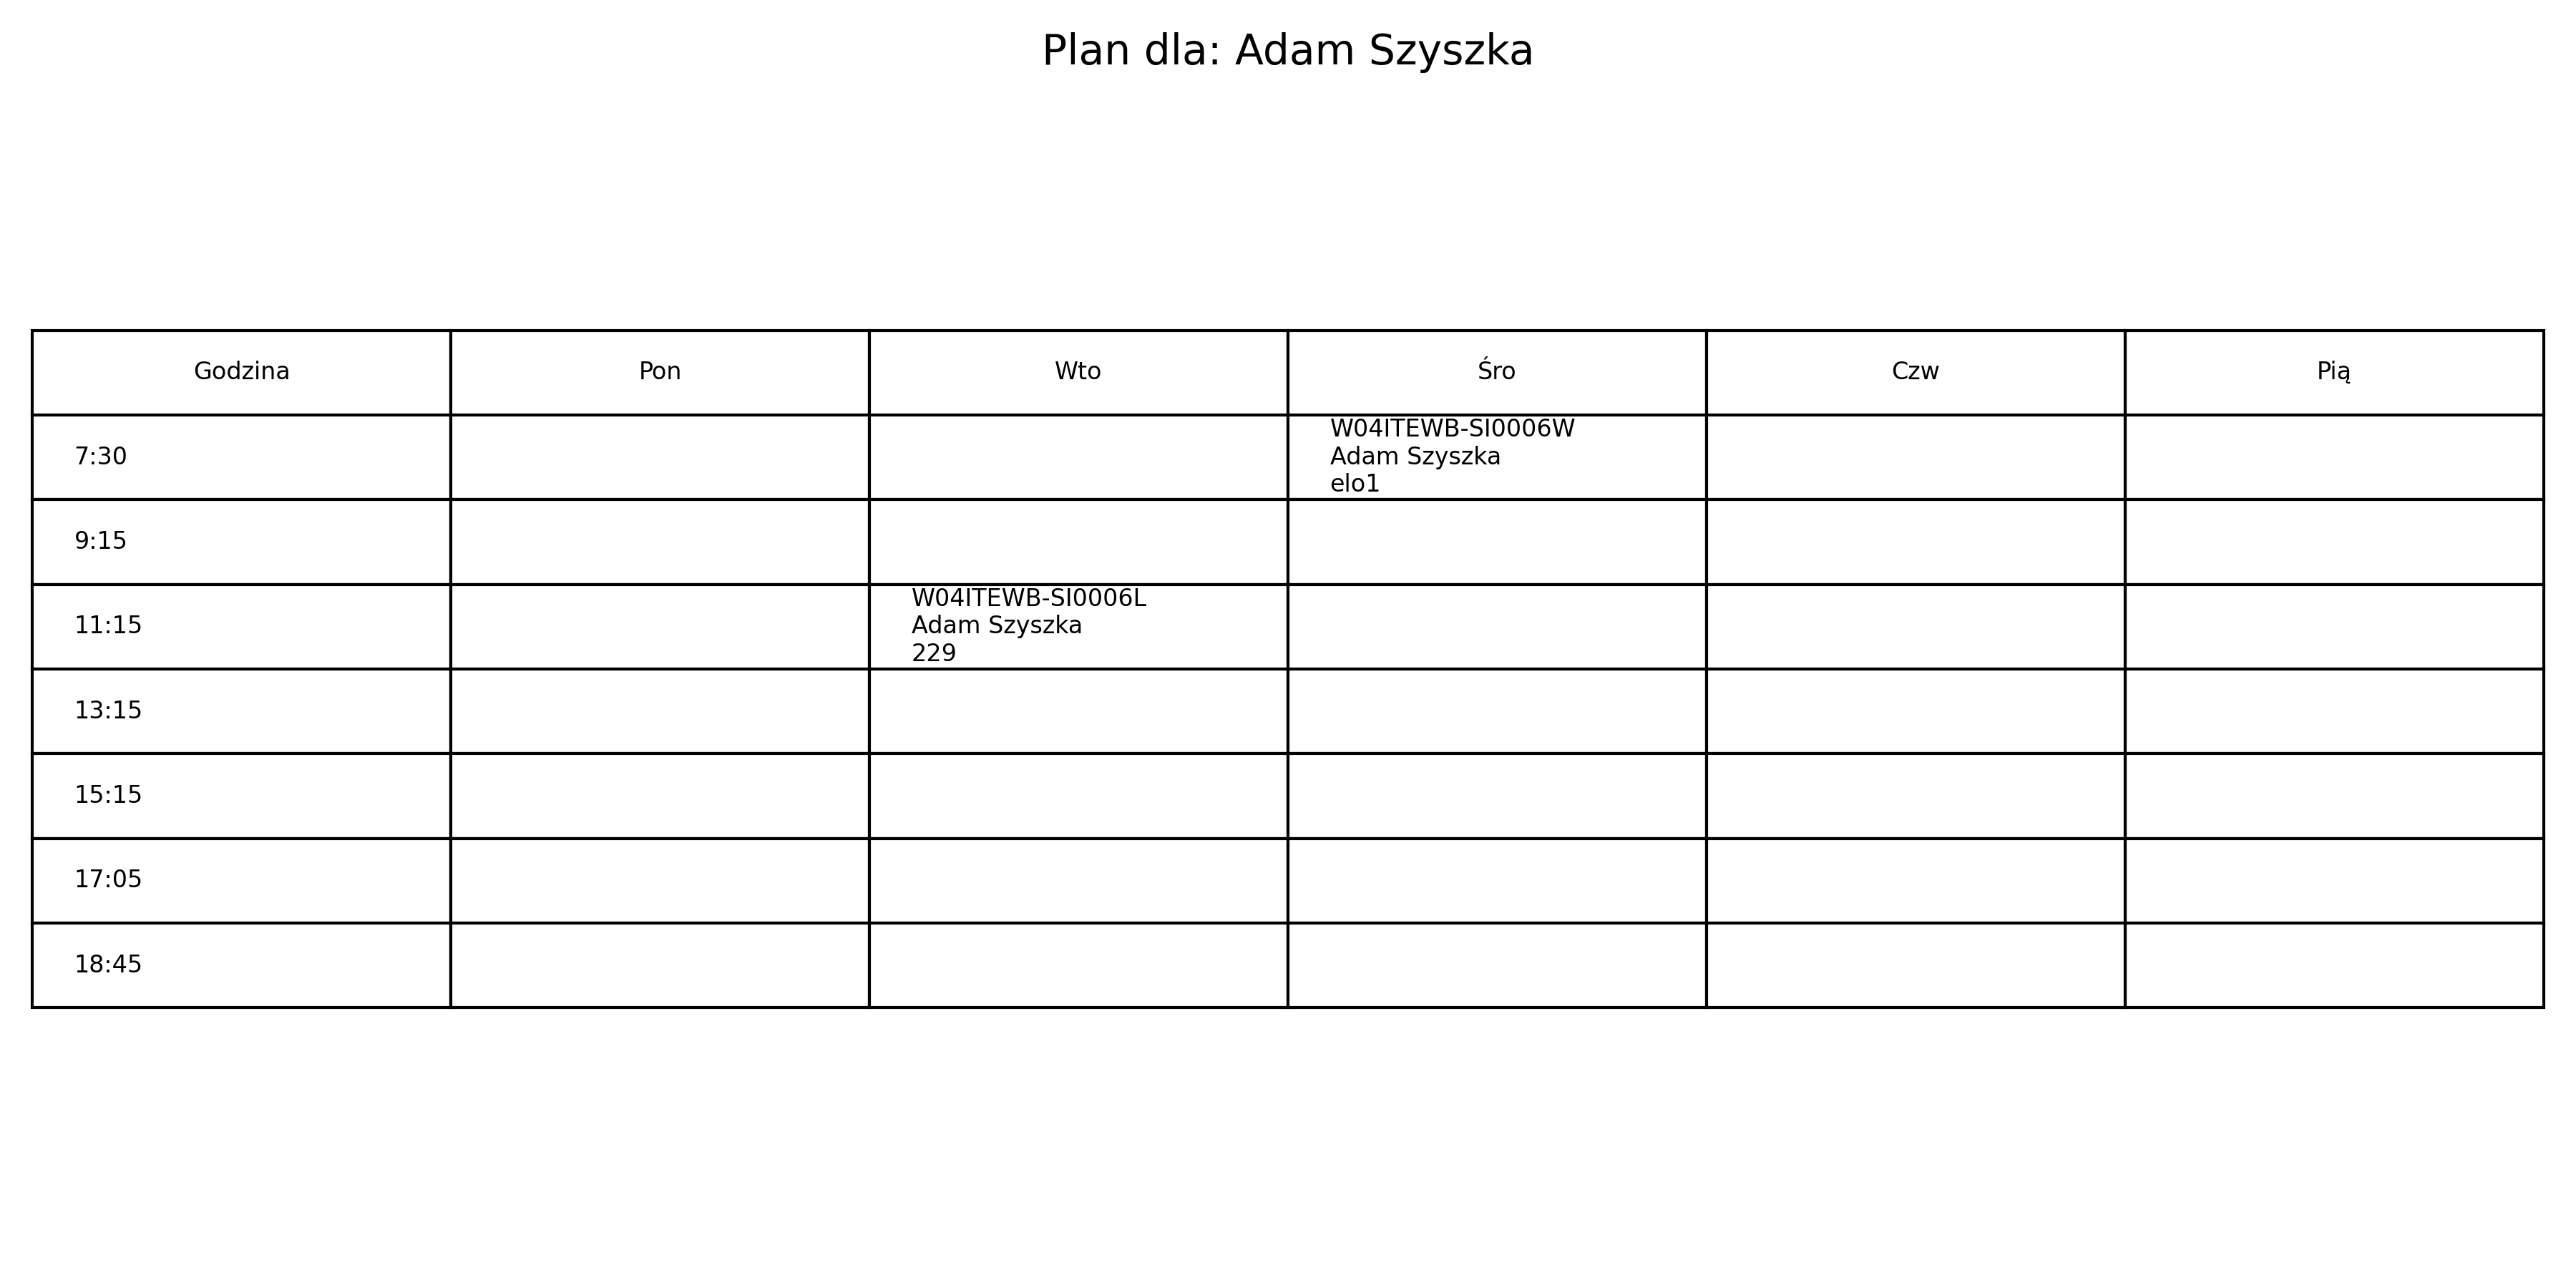 Plan dla: Adam Szyszka
Godzina Pon Wto Śro Czw Pią
7:30
W04ITEWB-SI0006W
Adam Szyszka
elo1
9:15
11:15
W04ITEWB-SI0006L
Adam Szyszka
229
13:15
15:15
17:05
18:45